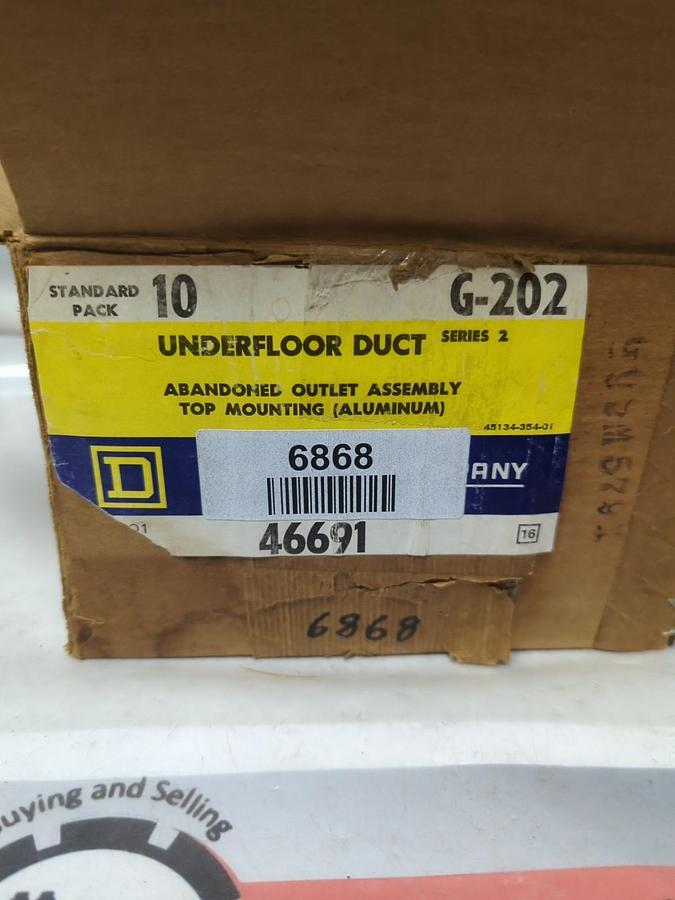 STANDARD PACK 10 G-202
UNDERFLOOR DUCT SERIES 2
ABANDONED OUTLET ASSEMBLY
TOP MOUNTING (ALUMINUM)
45134-354-01
D
6868
ANY
01
46691
16
6868
uying and Selling